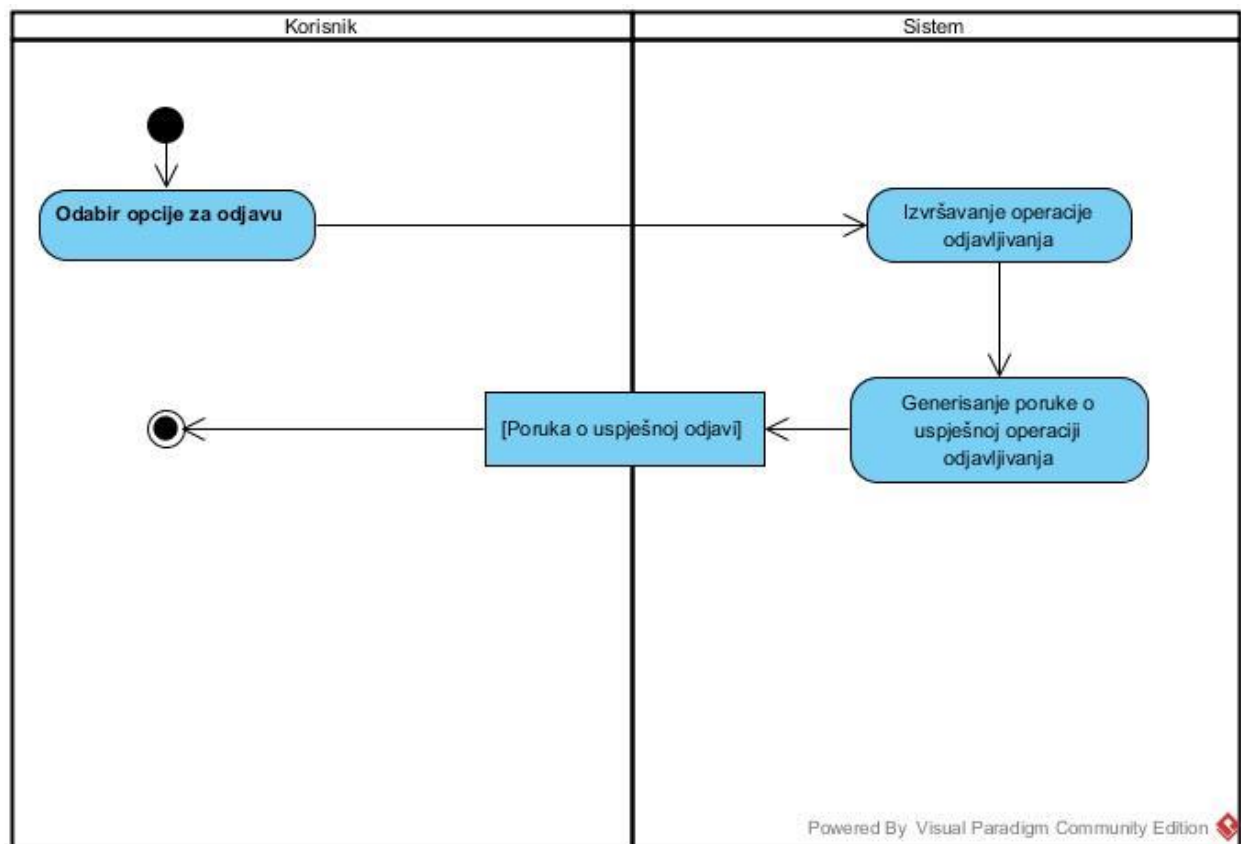 Korisnik
Sistem
Odabir opcije za odjavu
Izvršavanje operacije
odjavljivanja
Generisanje poruke o
uspješnoj operaciji
odjavljivanja
[Poruka o uspješnoj odjavi]
Powered By Visual Paradigm Community Edition